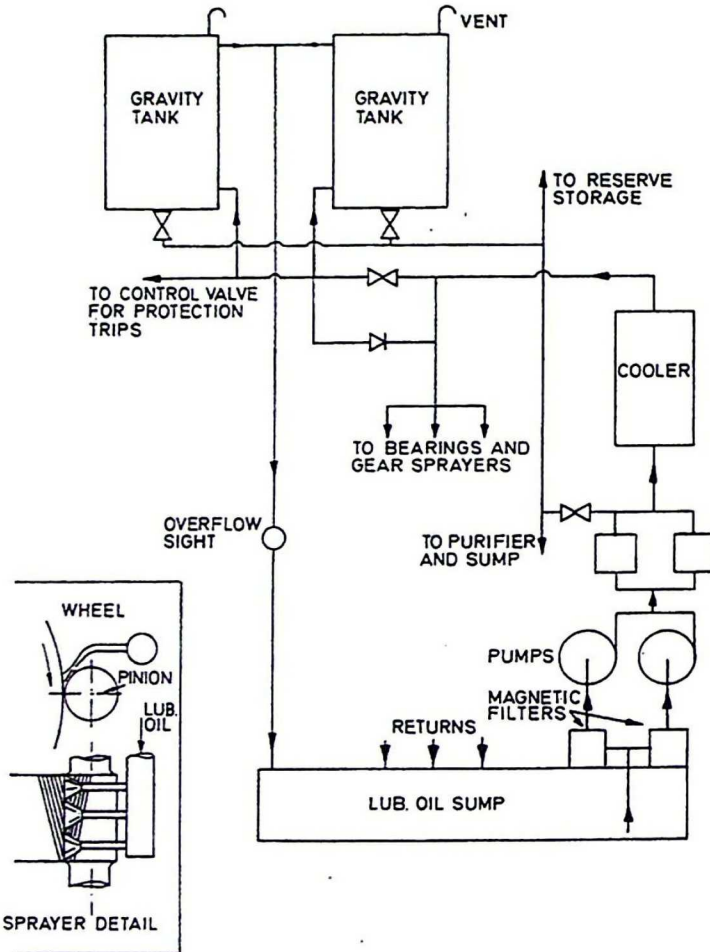 VENT
GRAVITY
TANK
GRAVITY
TANK
TO RESERVE
STORAGE
TO CONTROL VALVE
FOR PROTECTION
TRIPS
COOLER
TO BEARINGS AND
GEAR SPRAYERS
OVERFLOW
SIGHT
TO PURIFIER
AND SUMP
WHEEL
PINION
LUB.
OIL
PUMPS
MAGNETIC
FILTERS
RETURNS
LUB. OIL SUMP
SPRAYER DETAIL